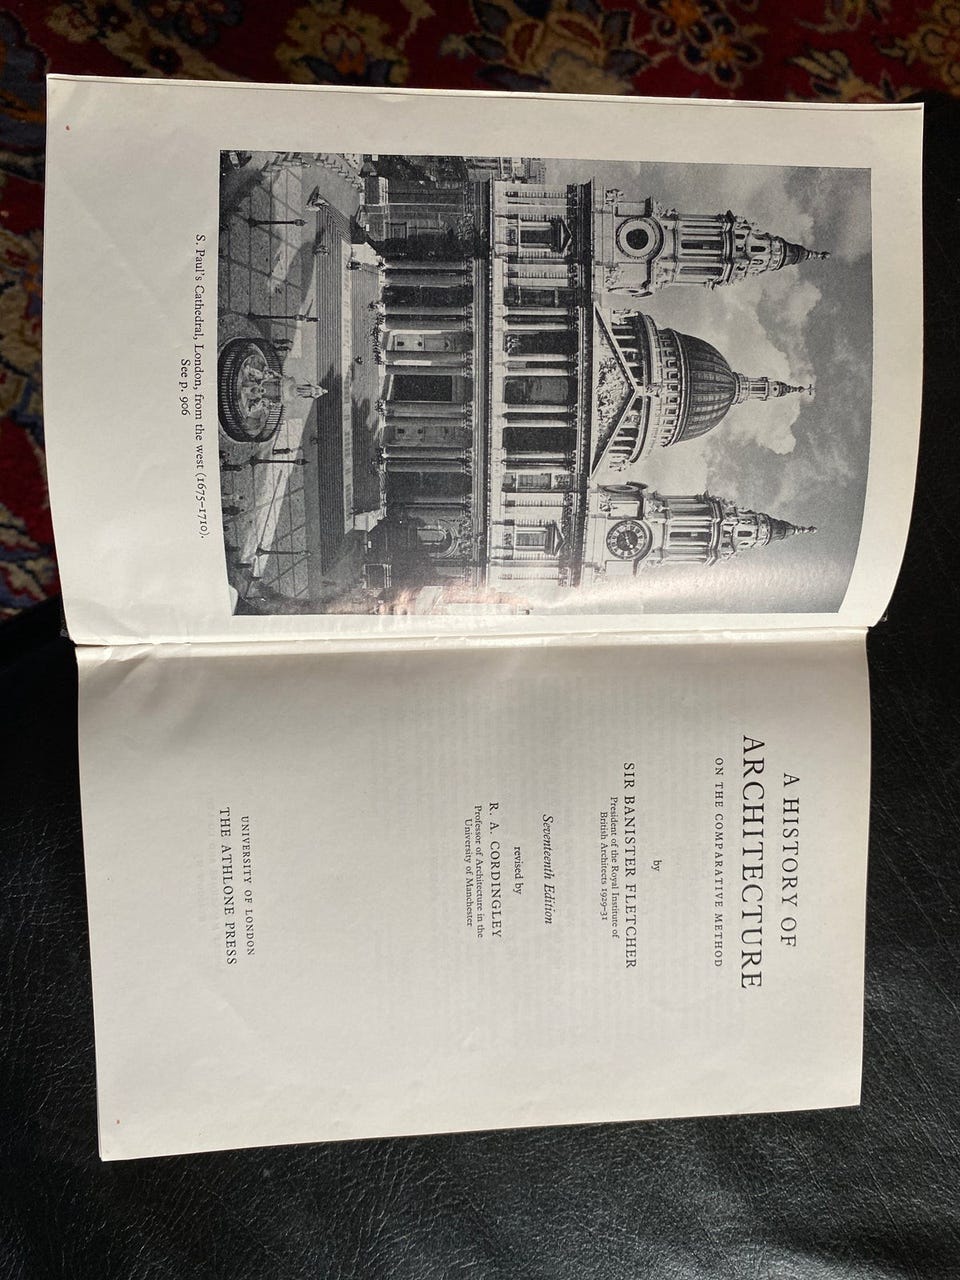 S. Paul's Cathedral, London, from the west (1675–1710).
See p. 906
A HISTORY OF
ARCHITECTURE
ON THE COMPARATIVE METHOD
by
SIR BANISTER FLETCHER
President of the Royal Institute of
British Architects 1929–31
Seventeenth Edition
revised by
R. A. CORDINGLEY
Professor of Architecture in the
University of Manchester
UNIVERSITY OF LONDON
THE ATHLONE PRESS